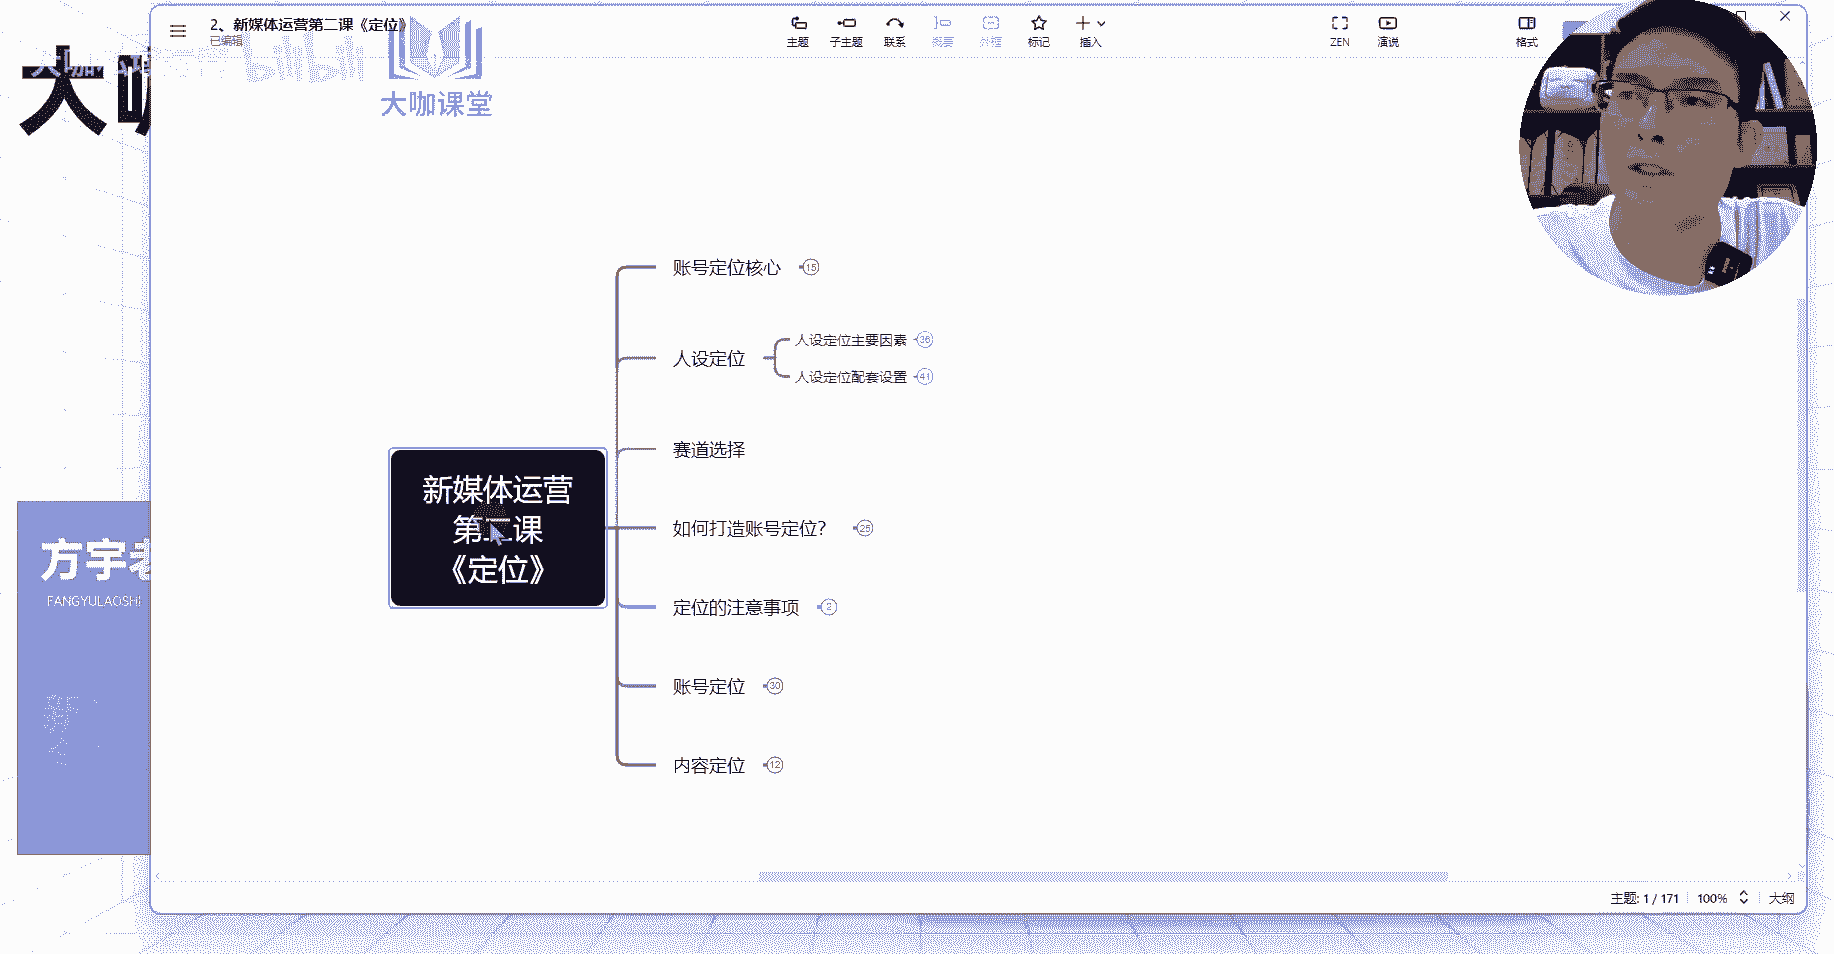 2、新媒体运营第二课《定位》
已编辑
主题
子主题
联系
概要
外框
标记
插入
ZEN
演说
格式
bilibili
大咖课堂
大咖
方宇老
FANGYULAOSHI
账号定位核心 15
人设定位
人设定位主要因素 36
人设定位配套设置 41
赛道选择
新媒体运营
第二课
《定位》
如何打造账号定位？ 25
定位的注意事项 2
账号定位 30
内容定位 12
主题: 1 / 171
100%
大纲